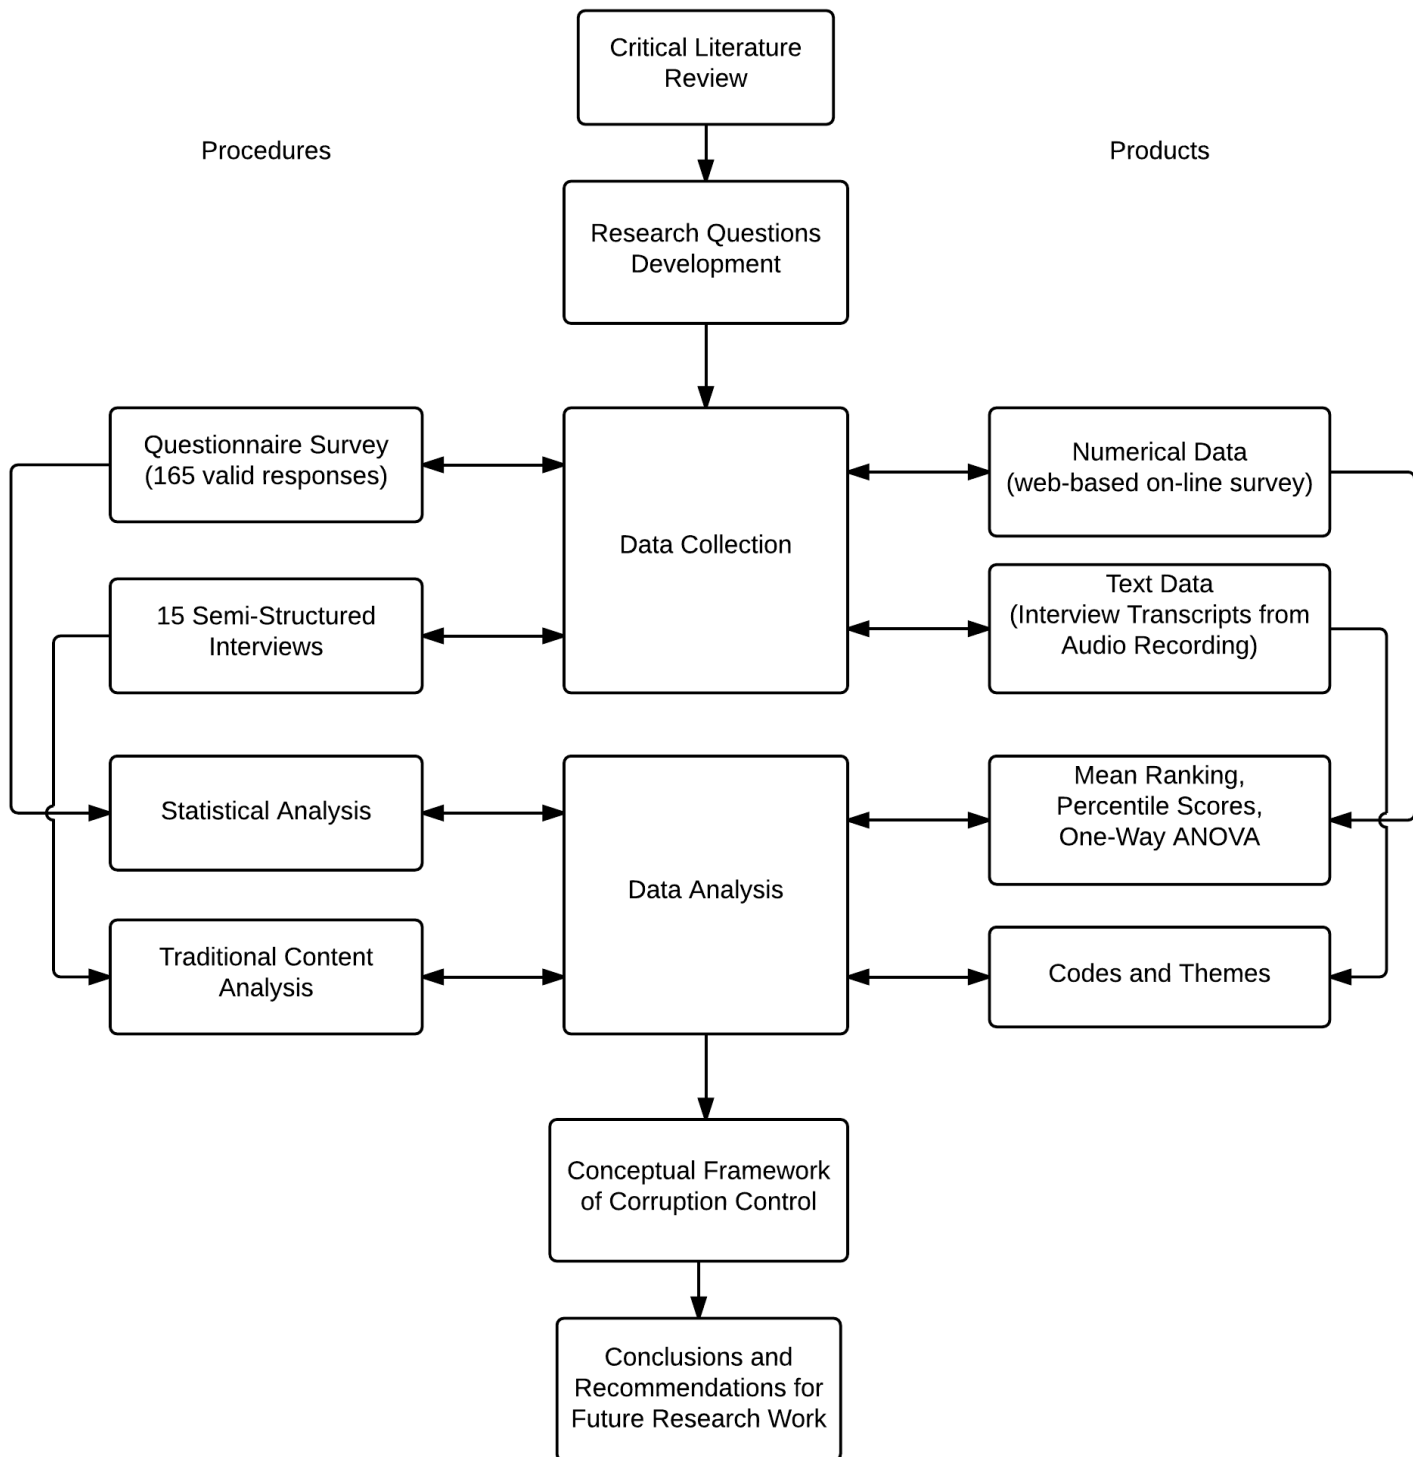 Critical Literature
Review
Procedures
Products
Research Questions
Development
Questionnaire Survey
(165 valid responses)
Data Collection
Numerical Data
(web-based on-line survey)
15 Semi-Structured
Interviews
Text Data
(Interview Transcripts from
Audio Recording)
Statistical Analysis
Data Analysis
Mean Ranking,
Percentile Scores,
One-Way ANOVA
Traditional Content
Analysis
Codes and Themes
Conceptual Framework
of Corruption Control
Conclusions and
Recommendations for
Future Research Work